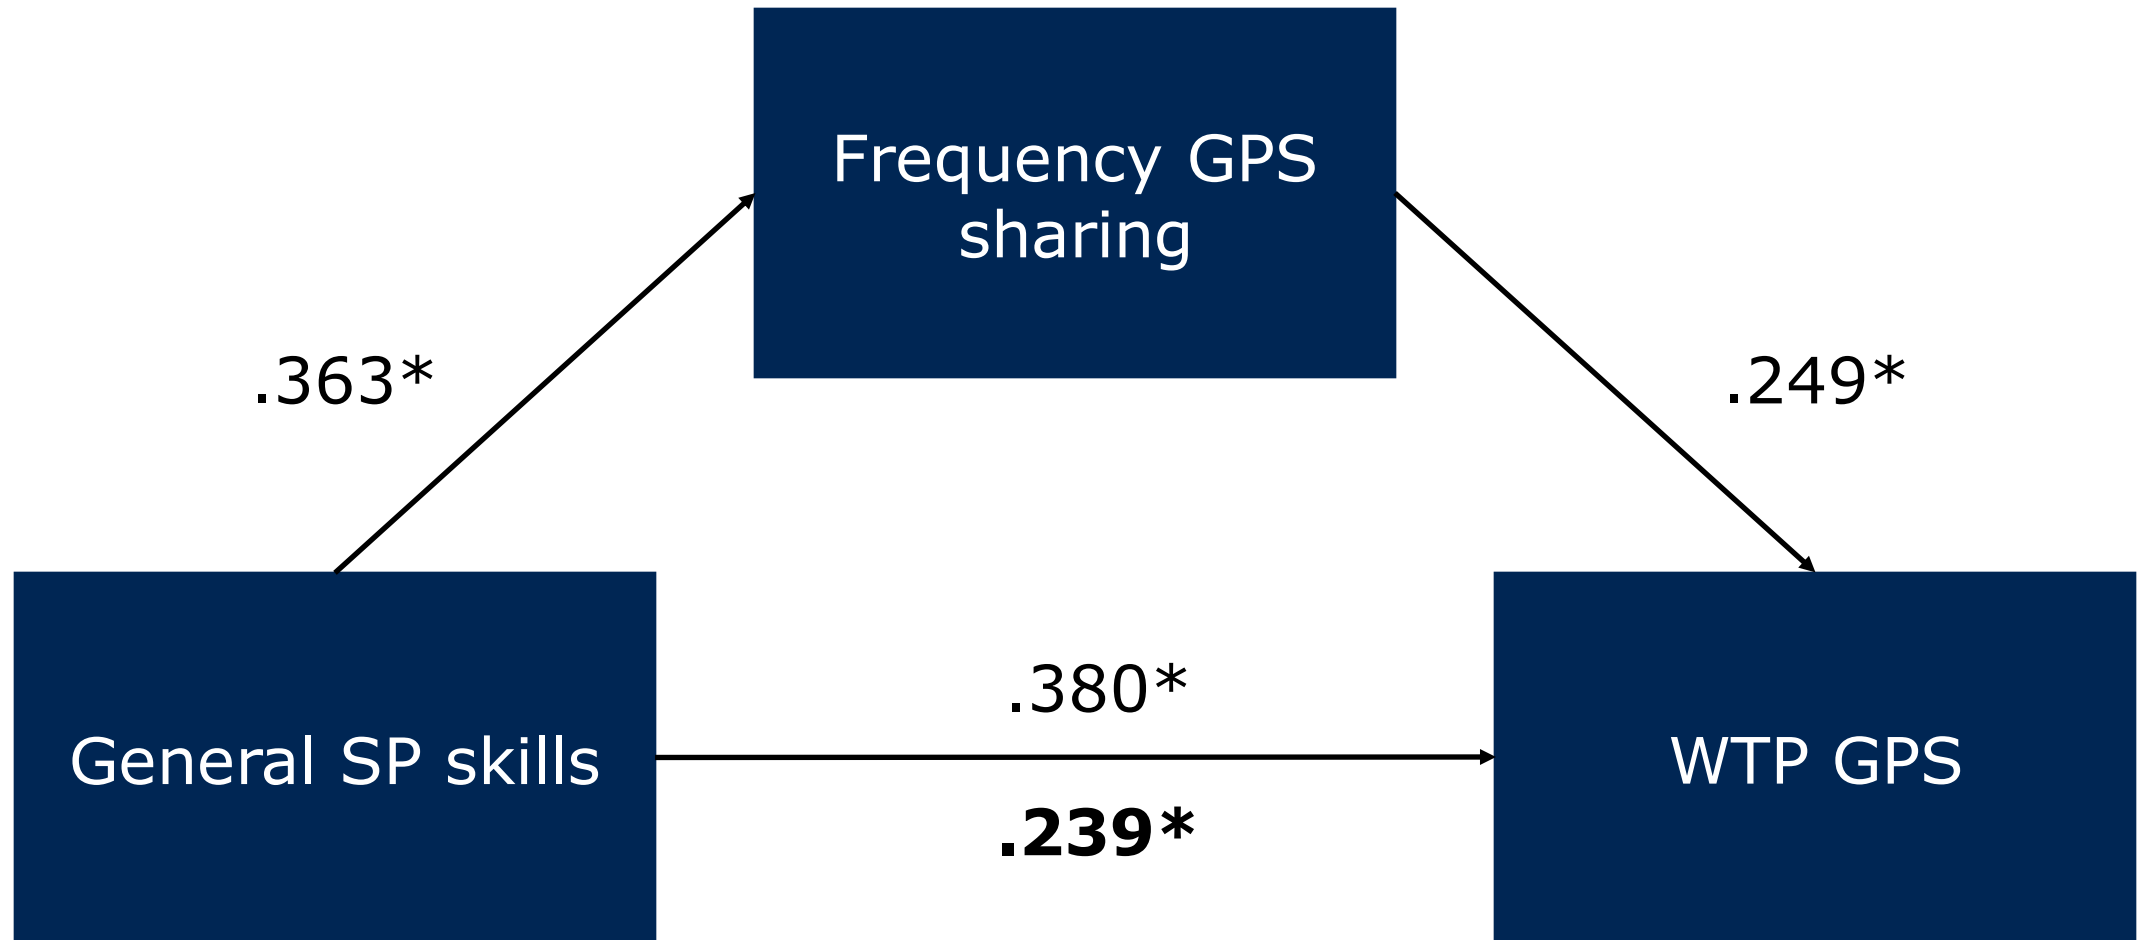 Frequency GPS
sharing
.363*
.249*
.380*
General SP skills
WTP GPS
.239*